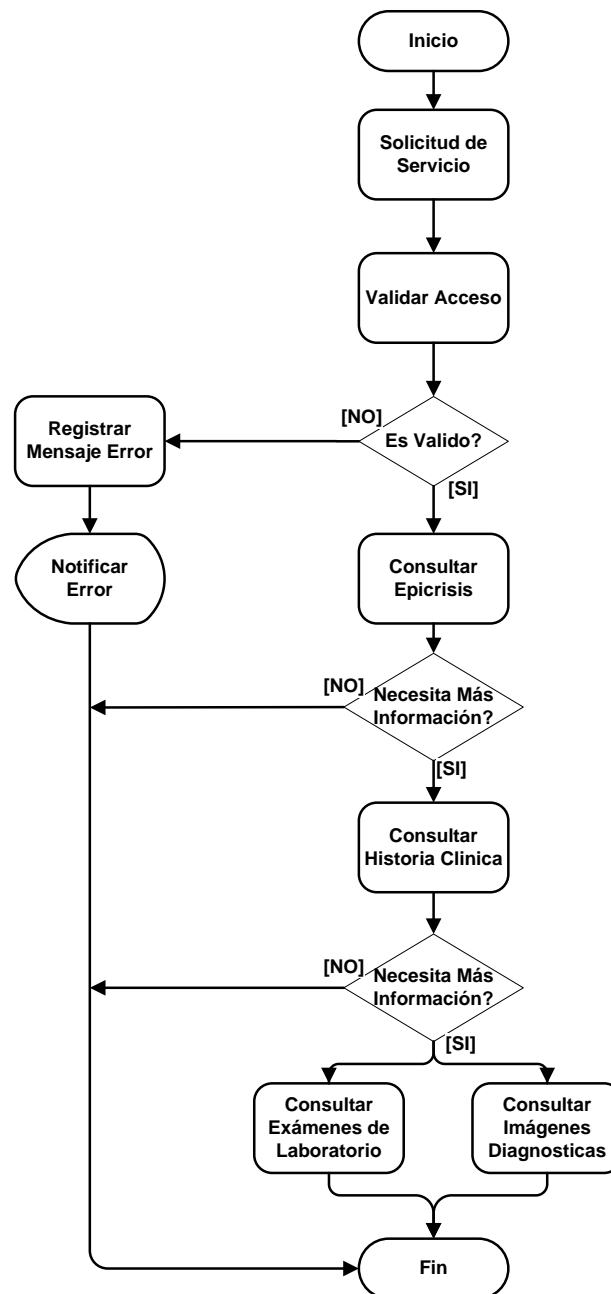 Inicio
Solicitud de
Servicio
Validar Acceso
[NO]
Es Valido?
[SI]
Registrar
Mensaje Error
Notificar
Error
Consultar
Epicrisis
[NO]
Necesita Más
Información?
[SI]
Consultar
Historia Clinica
[NO]
Necesita Más
Información?
[SI]
Consultar
Exámenes de
Laboratorio
Consultar
Imágenes
Diagnosticas
Fin